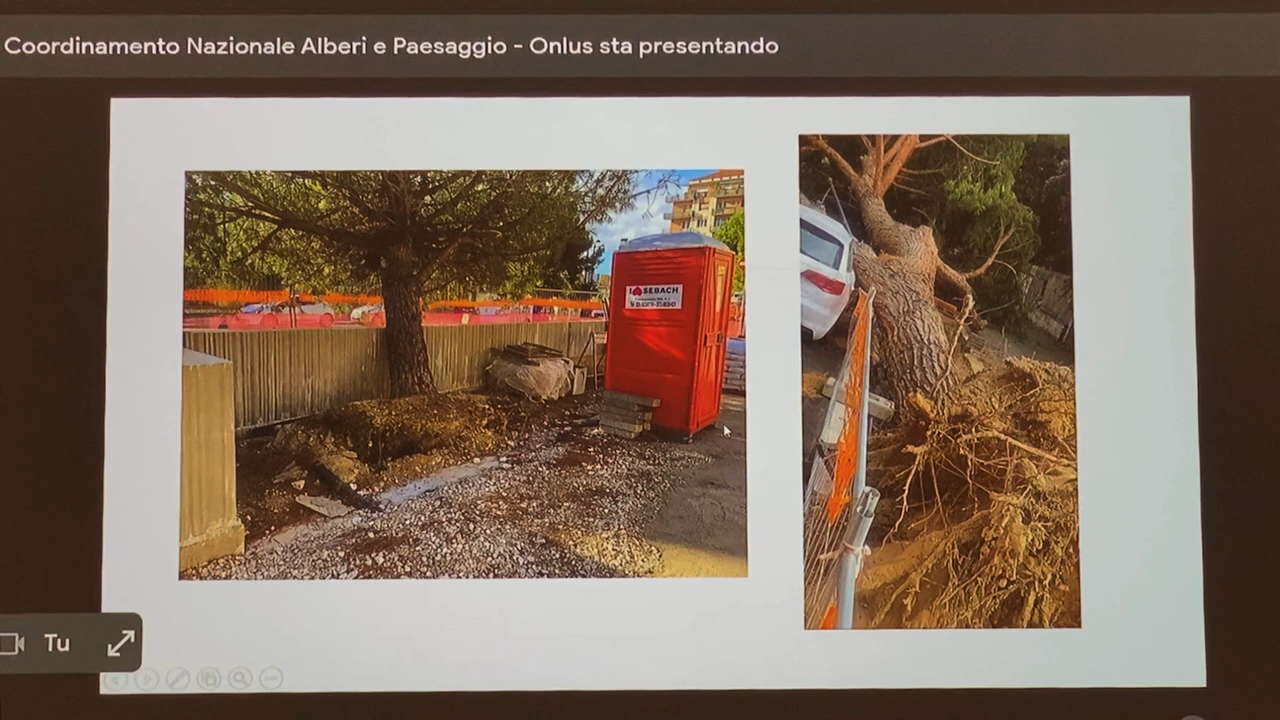 Coordinamento Nazionale Alberi e Paesaggio - Onlus sta presentando
SEBACH
Tu